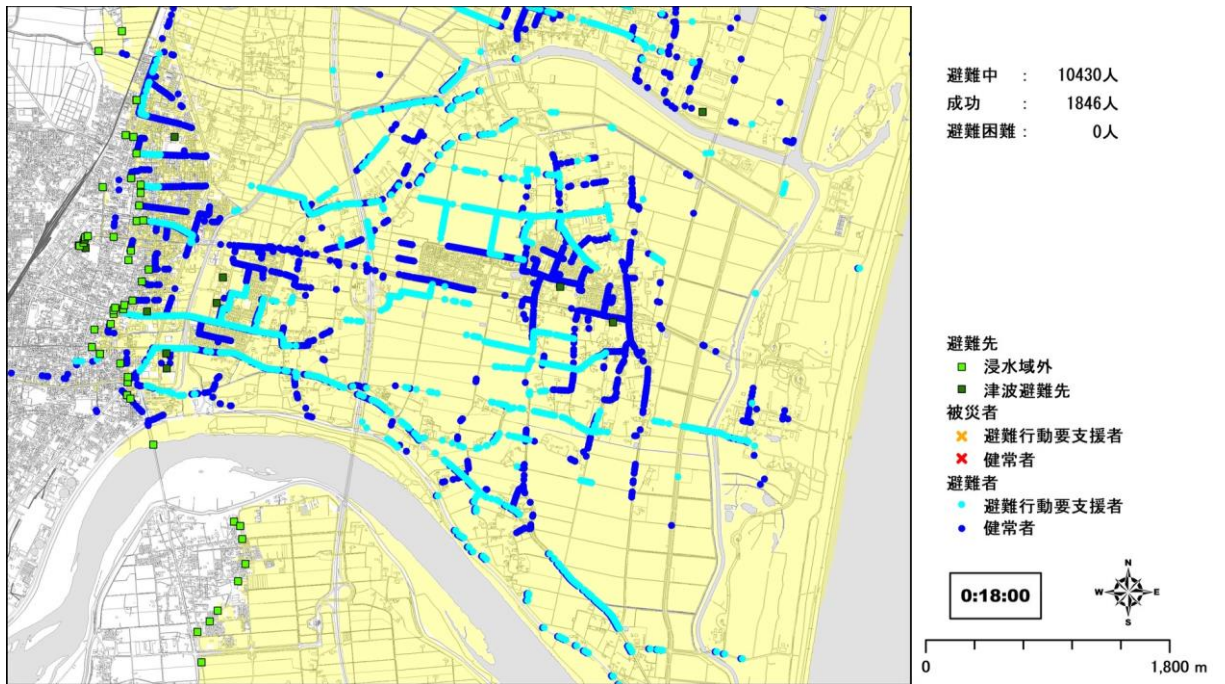 避難中 : 10430人
成功 : 1846人
避難困難 : 0人
避難先
浸水域外
津波避難先
被災者
避難行動要支援者
健常者
避難者
避難行動要支援者
健常者
0:18:00
N
W E
S
0 1,800 m